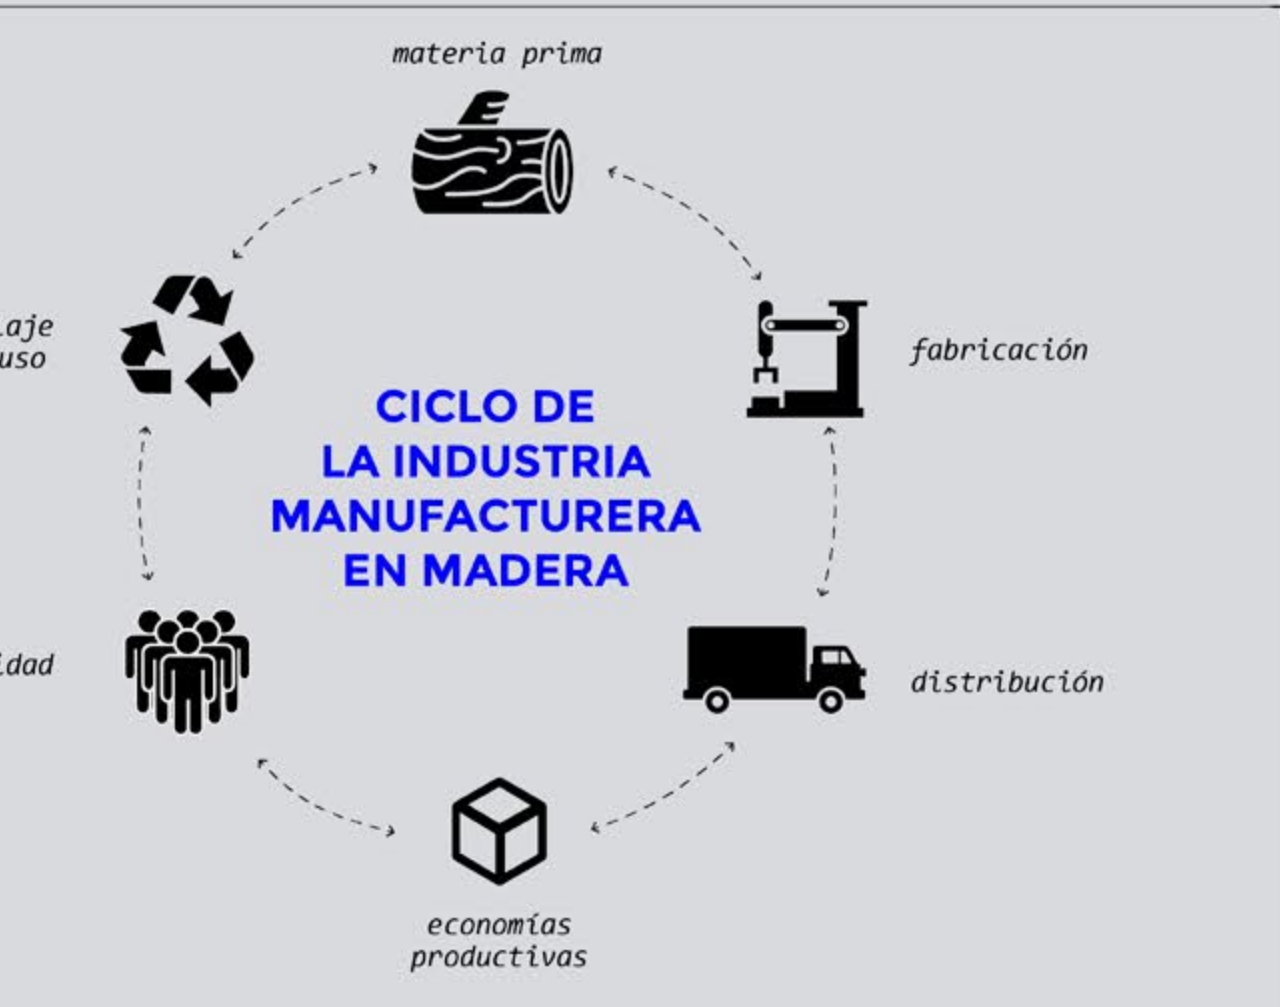 materia prima
fabricación
CICLO DE
LA INDUSTRIA
MANUFACTURERA
EN MADERA
distribución
economías
productivas